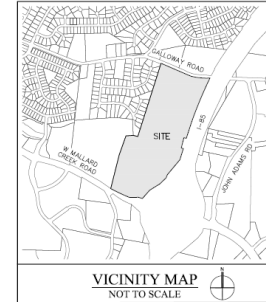 GALLOWAY ROAD
SITE
I-85
W MALLARD
CREEK ROAD
JOHN ADAMS RD
VICINITY MAP
NOT TO SCALE
N